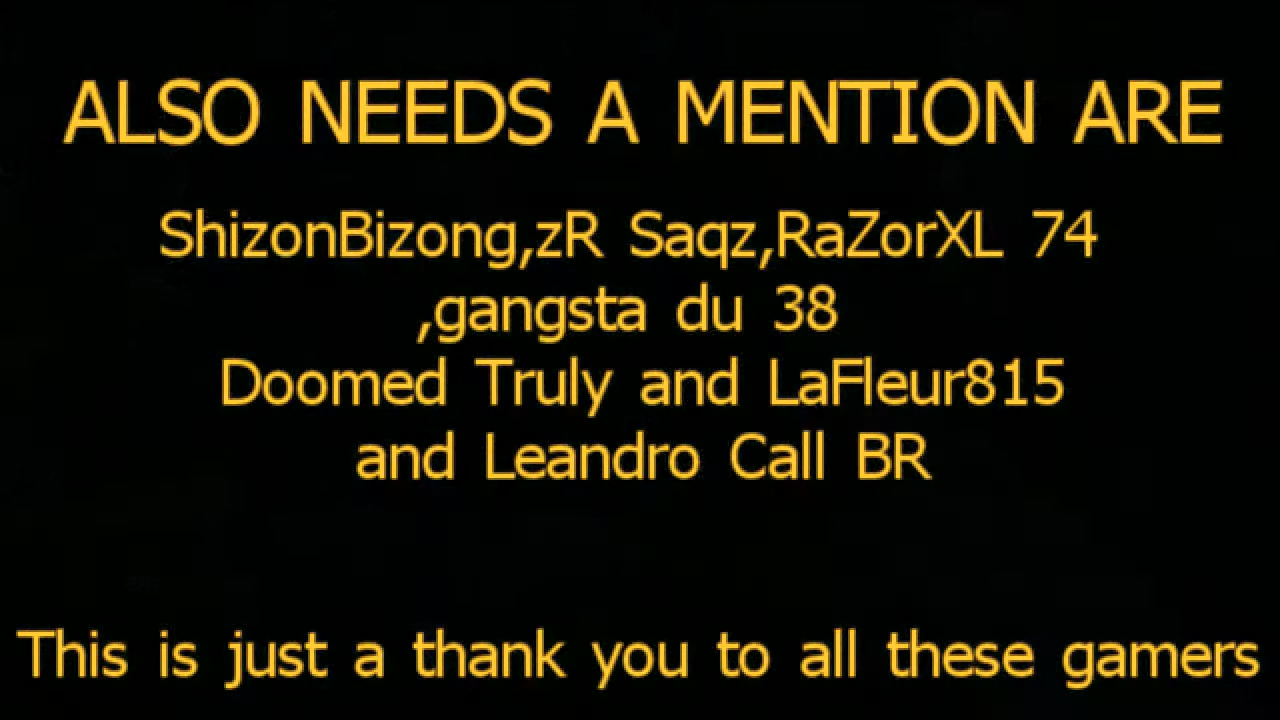 ALSO NEEDS A MENTION ARE
ShizonBizong,zR Saqz,RaZorXL 74
,gangsta du 38
Doomed Truly and LaFleur815
and Leandro Call BR
This is just a thank you to all these gamers